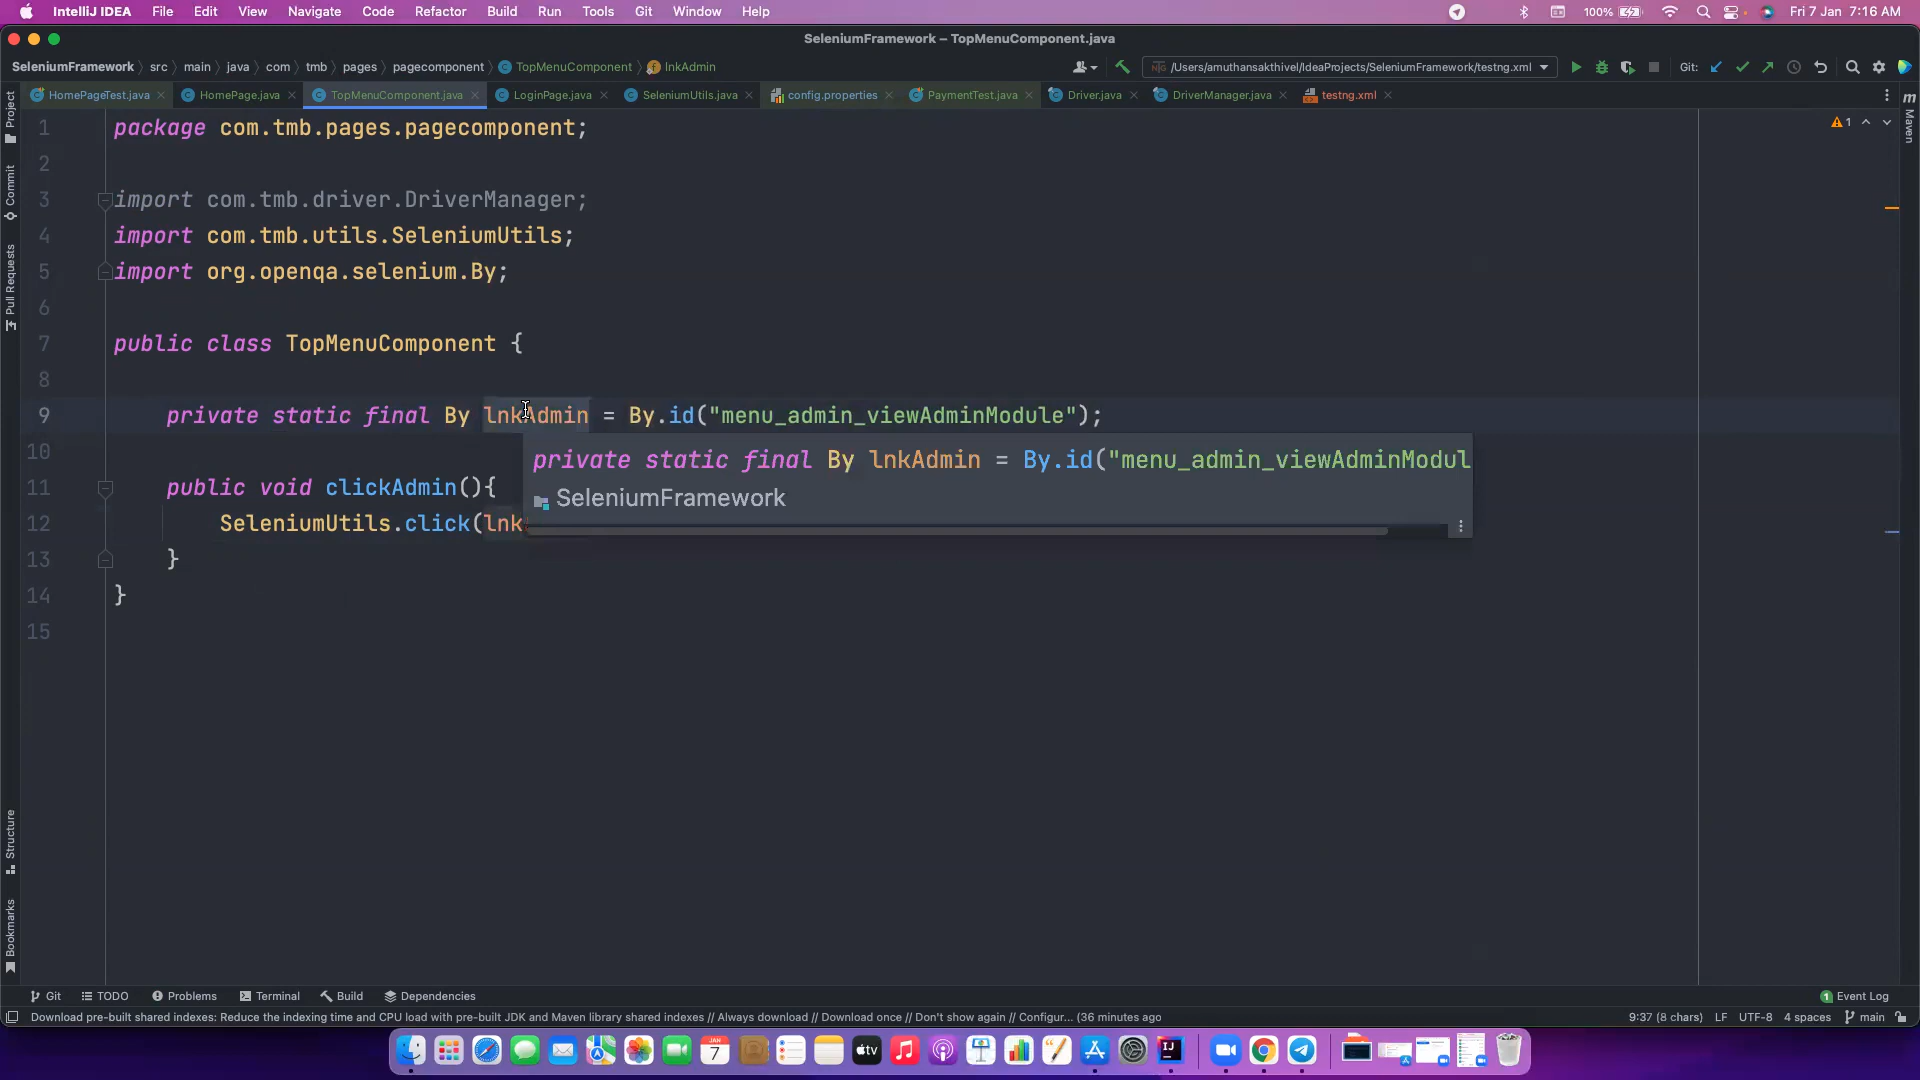 IntelliJ IDEA File Edit View Navigate Code Refactor Build Run Tools Git Window Help 100% Fri 7 Jan 7:16 AM
SeleniumFramework – TopMenuComponent.java
SeleniumFramework src main java com tmb pages pagecomponent TopMenuComponent lnkAdmin /Users/amuthansakthivel/IdeaProjects/SeleniumFramework/testng.xml Git:
HomePageTest.java HomePage.java TopMenuComponent.java LoginPage.java SeleniumUtils.java config.properties PaymentTest.java Driver.java DriverManager.java testng.xml
Project
Commit
Pull Requests
Structure
Bookmarks
m Maven
1
1 package com.tmb.pages.pagecomponent;
2
3 import com.tmb.driver.DriverManager;
4 import com.tmb.utils.SeleniumUtils;
5 import org.openqa.selenium.By;
6
7 public class TopMenuComponent {
8
9 private static final By lnkAdmin = By.id("menu_admin_viewAdminModule");
10
private static final By lnkAdmin = By.id("menu_admin_viewAdminModul
11 public void clickAdmin(){
SeleniumFramework
12 SeleniumUtils.click(lnk
13 }
14 }
15
Git TODO Problems Terminal Build Dependencies 1 Event Log
Download pre-built shared indexes: Reduce the indexing time and CPU load with pre-built JDK and Maven library shared indexes // Always download // Download once // Don't show again // Configur... (36 minutes ago 9:37 (8 chars) LF UTF-8 4 spaces main
JAN
7
tv
IJ